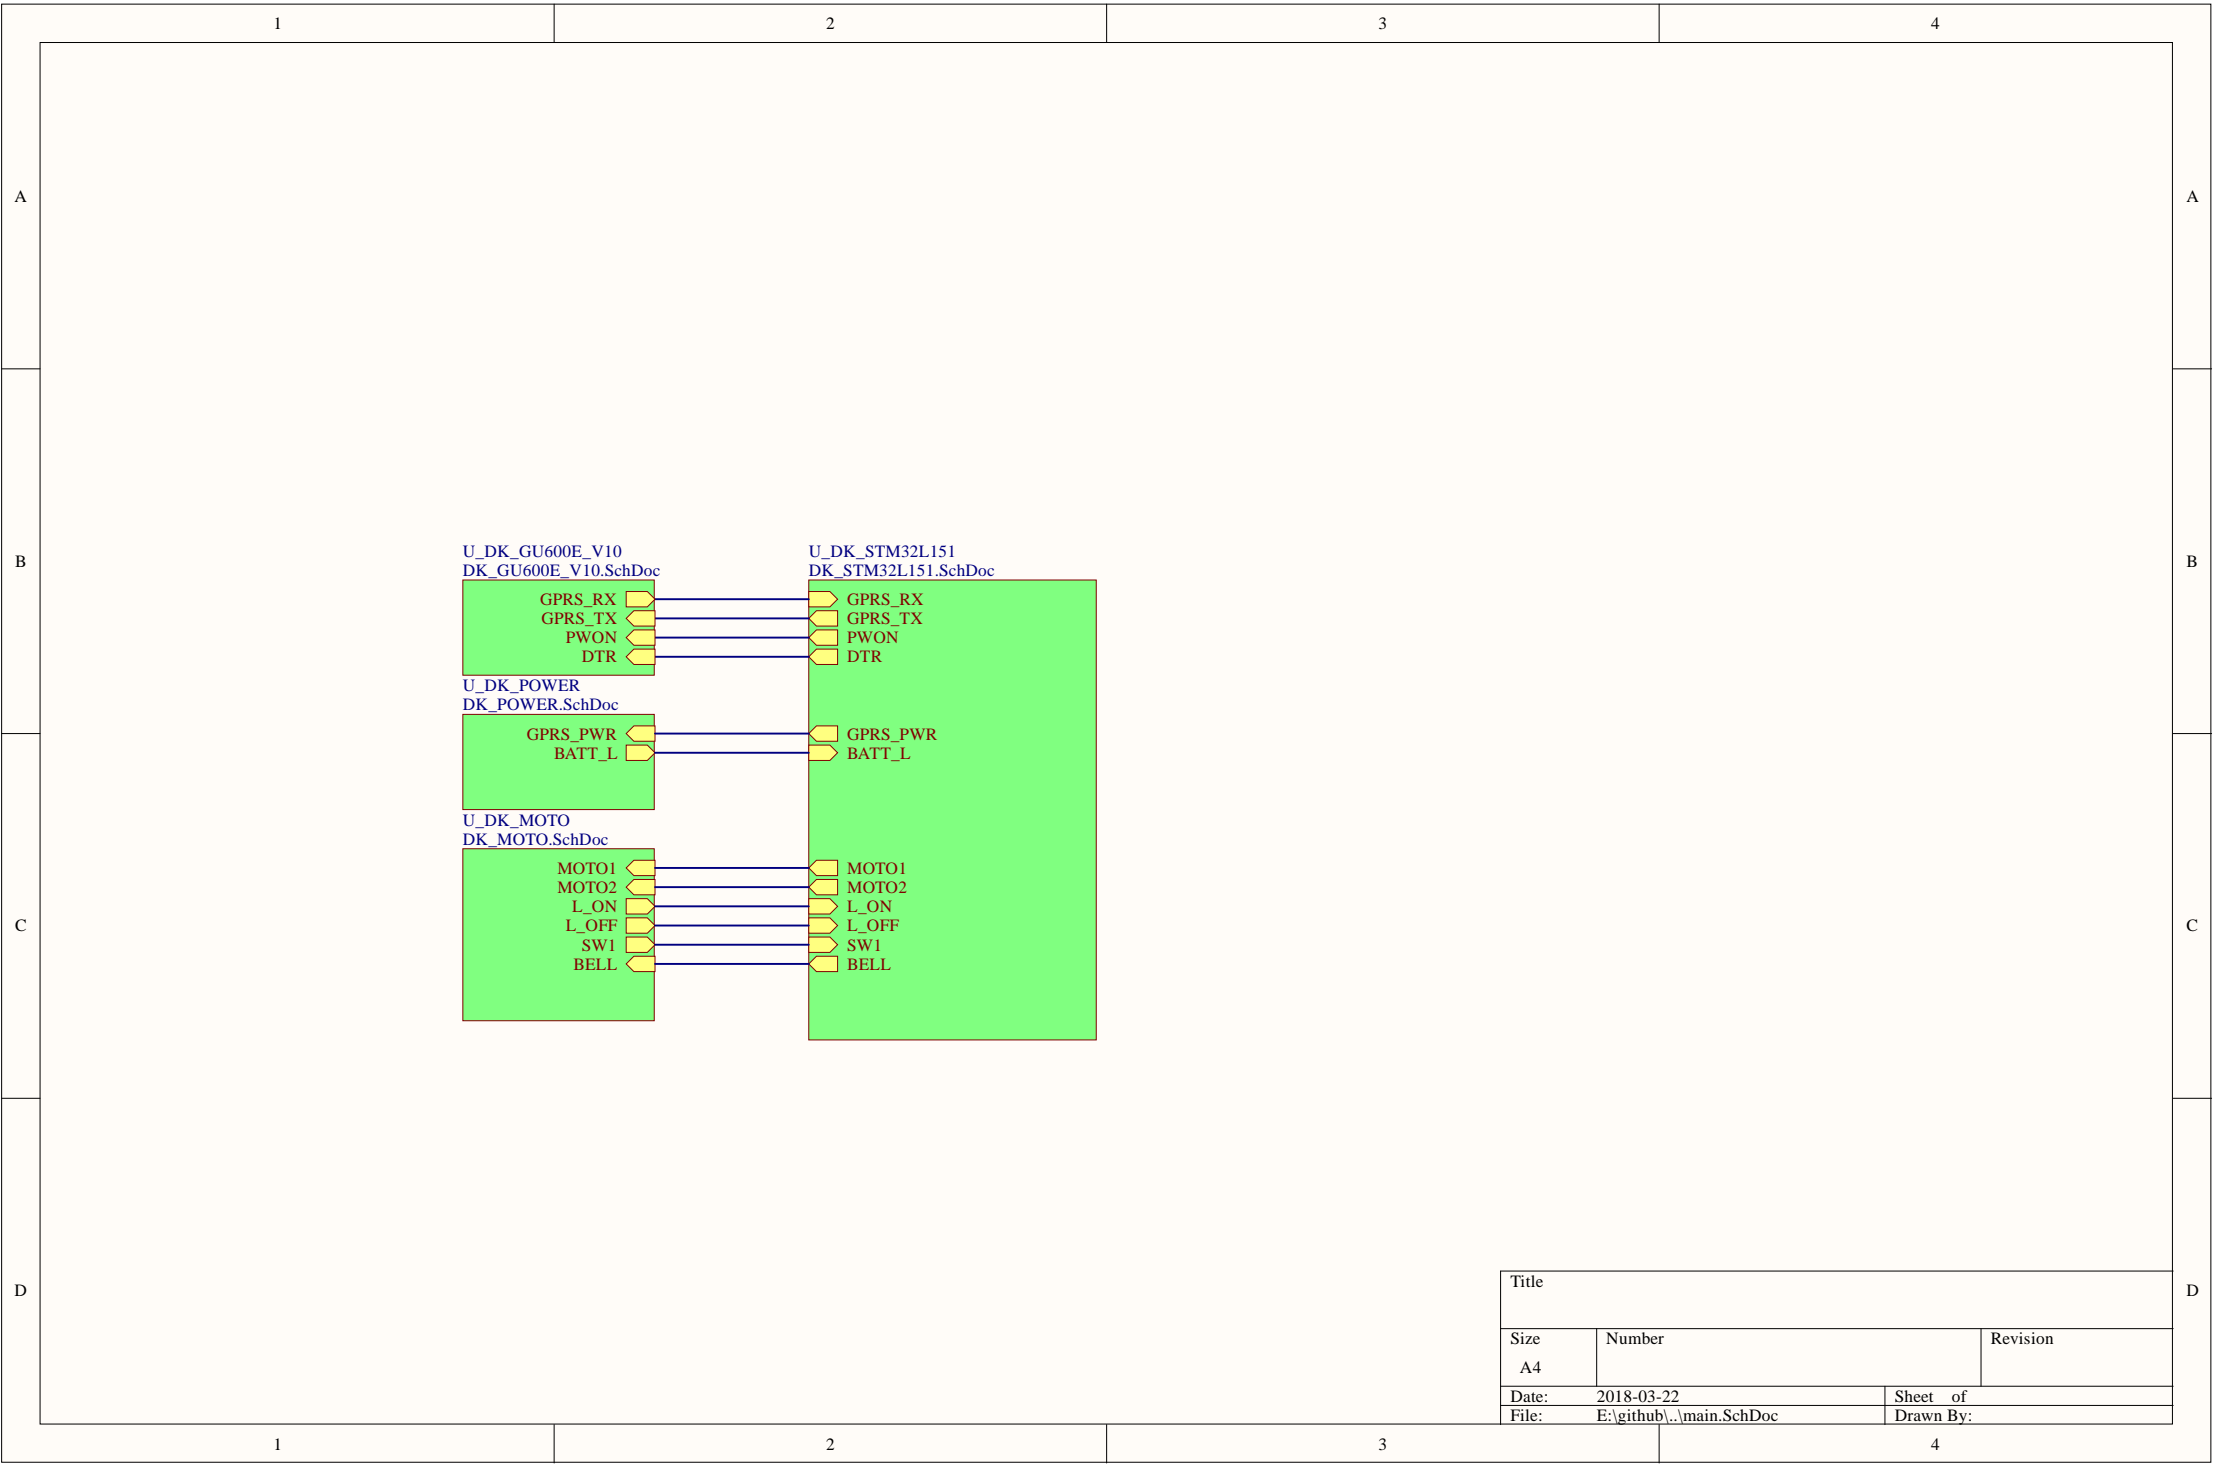 1 2 3 4
A A
B B
C C
D D
U_DK_GU600E_V10
DK_GU600E_V10.SchDoc
GPRS_RX
GPRS_TX
PWON
DTR
U_DK_POWER
DK_POWER.SchDoc
GPRS_PWR
BATT_L
U_DK_MOTO
DK_MOTO.SchDoc
MOTO1
MOTO2
L_ON
L_OFF
SW1
BELL
U_DK_STM32L151
DK_STM32L151.SchDoc
GPRS_RX
GPRS_TX
PWON
DTR
GPRS_PWR
BATT_L
MOTO1
MOTO2
L_ON
L_OFF
SW1
BELL
Title
Size Number Revision
A4
Date: 2018-03-22 Sheet of
File: E:\github\..\main.SchDoc Drawn By:
1 2 3 4